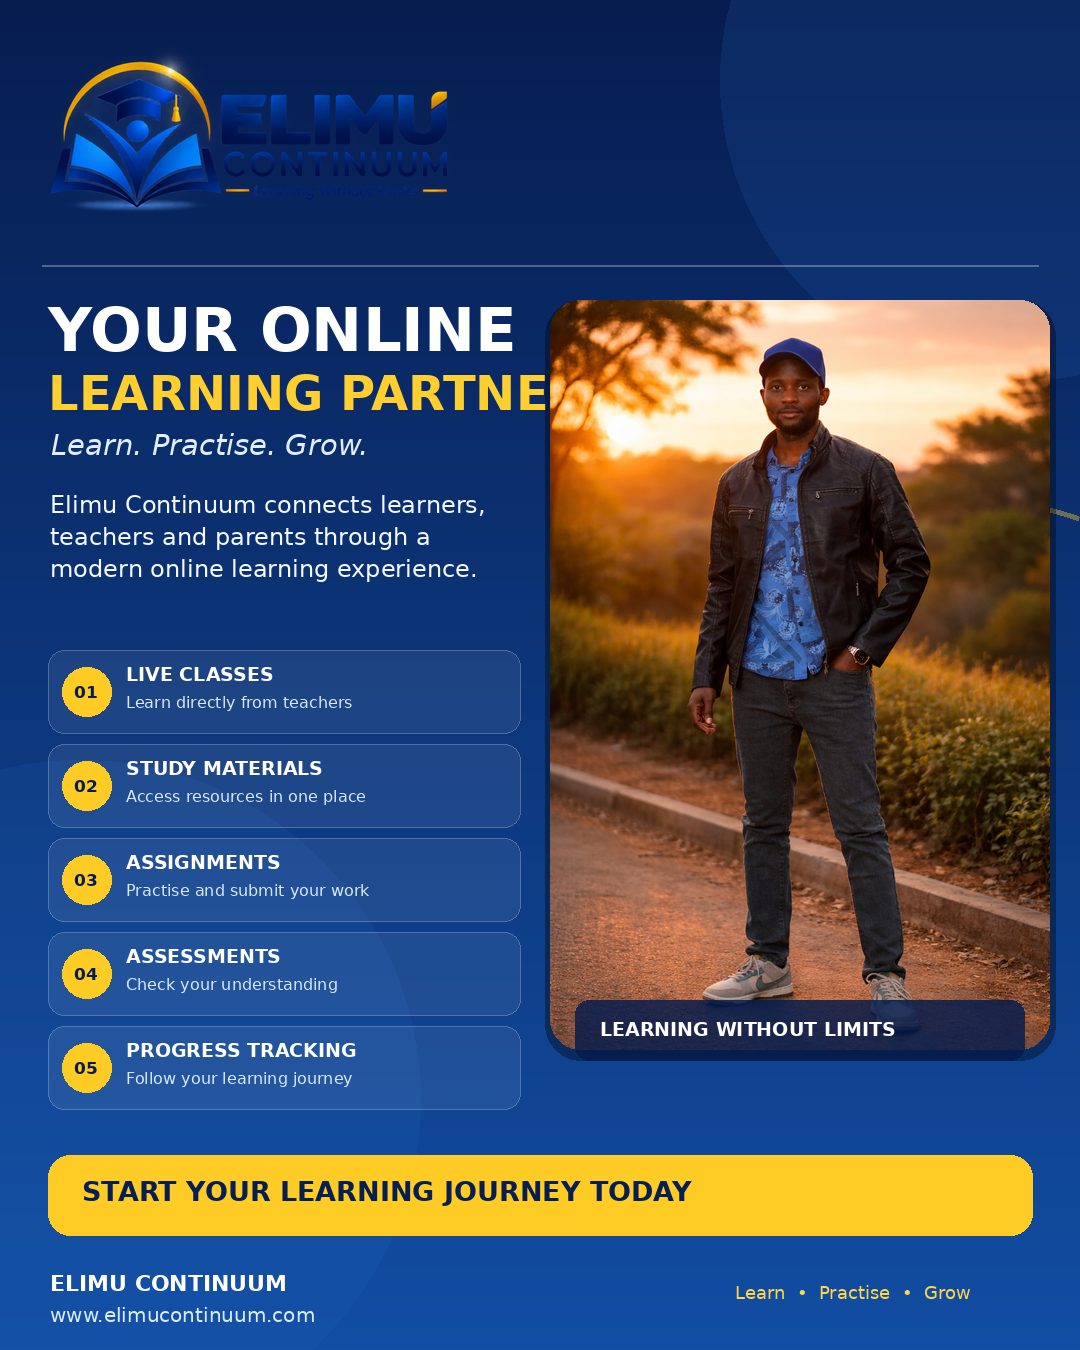 ELIMU
CONTINUUM
YOUR ONLINE
LEARNING PARTNE
Learn. Practise. Grow.
Elimu Continuum connects learners,
teachers and parents through a
modern online learning experience.
01
LIVE CLASSES
Learn directly from teachers
02
STUDY MATERIALS
Access resources in one place
03
ASSIGNMENTS
Practise and submit your work
04
ASSESSMENTS
Check your understanding
05
PROGRESS TRACKING
Follow your learning journey
LEARNING WITHOUT LIMITS
START YOUR LEARNING JOURNEY TODAY
ELIMU CONTINUUM
www.elimucontinuum.com
Learn • Practise • Grow